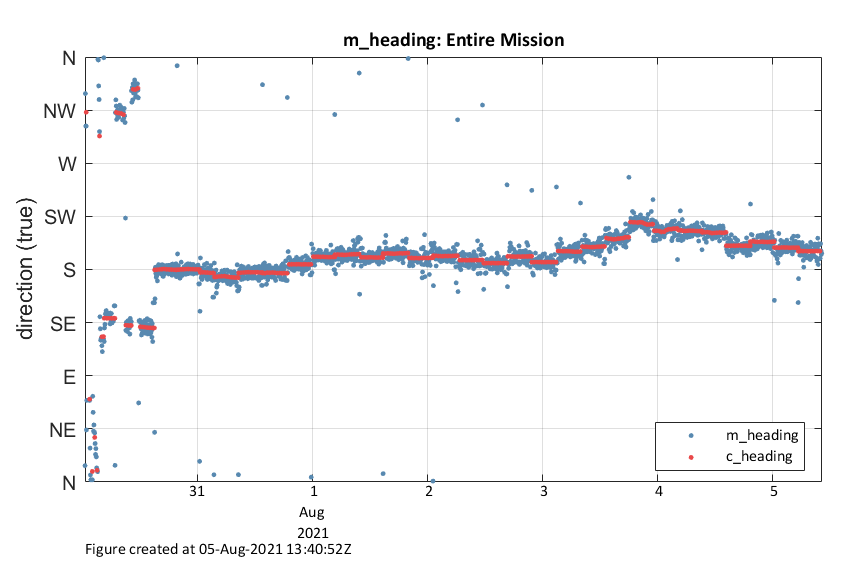 m_heading: Entire Mission
direction (true)
N
NW
W
SW
S
SE
E
NE
N
m_heading
c_heading
31 1 2 3 4 5
Aug
2021
Figure created at 05-Aug-2021 13:40:52Z